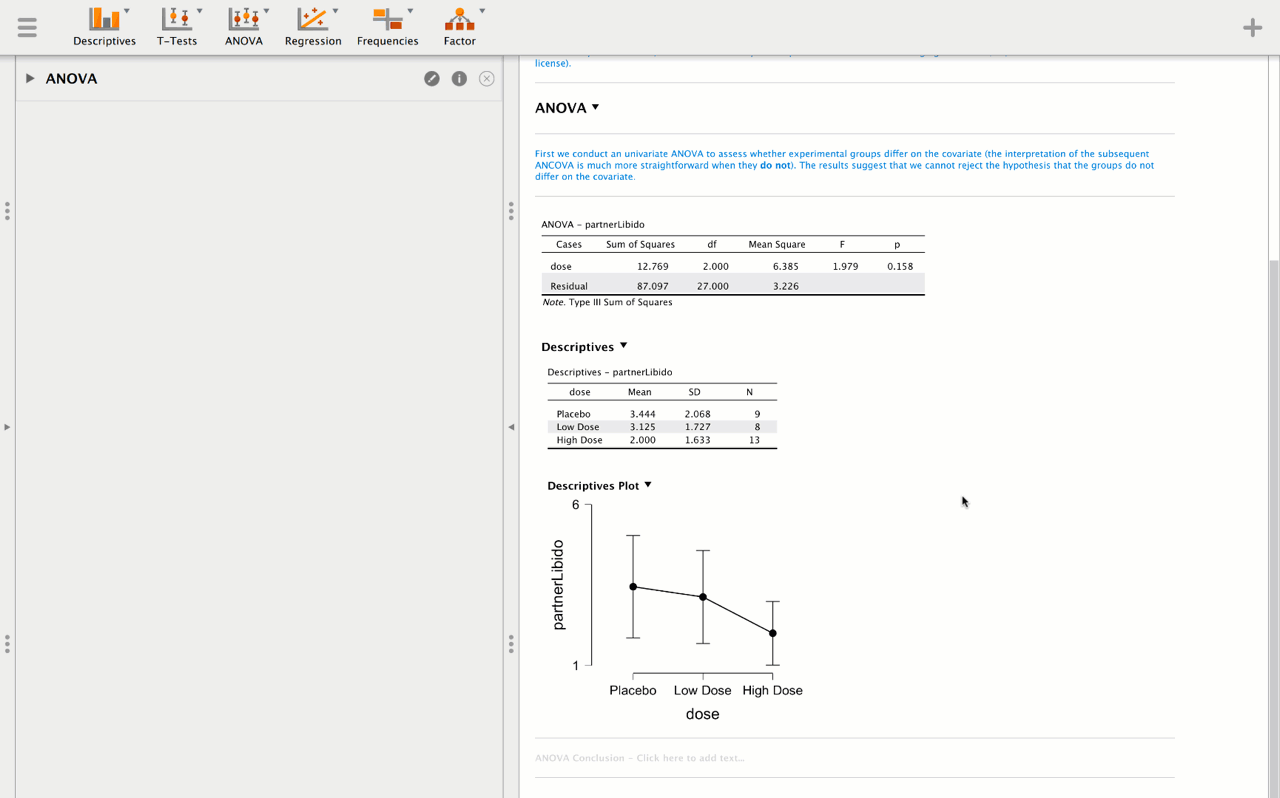 Descriptives T-Tests ANOVA Regression Frequencies Factor
ANOVA
license).
ANOVA
First we conduct an univariate ANOVA to assess whether experimental groups differ on the covariate (the interpretation of the subsequent
ANCOVA is much more straightforward when they do not). The results suggest that we cannot reject the hypothesis that the groups do not
differ on the covariate.
ANOVA - partnerLibido
Cases Sum of Squares df Mean Square F p
dose 12.769 2.000 6.385 1.979 0.158
Residual 87.097 27.000 3.226
Note. Type III Sum of Squares
Descriptives
Descriptives - partnerLibido
dose Mean SD N
Placebo 3.444 2.068 9
Low Dose 3.125 1.727 8
High Dose 2.000 1.633 13
Descriptives Plot
6
partnerLibido
1
Placebo Low Dose High Dose
dose
ANOVA Conclusion - Click here to add text...